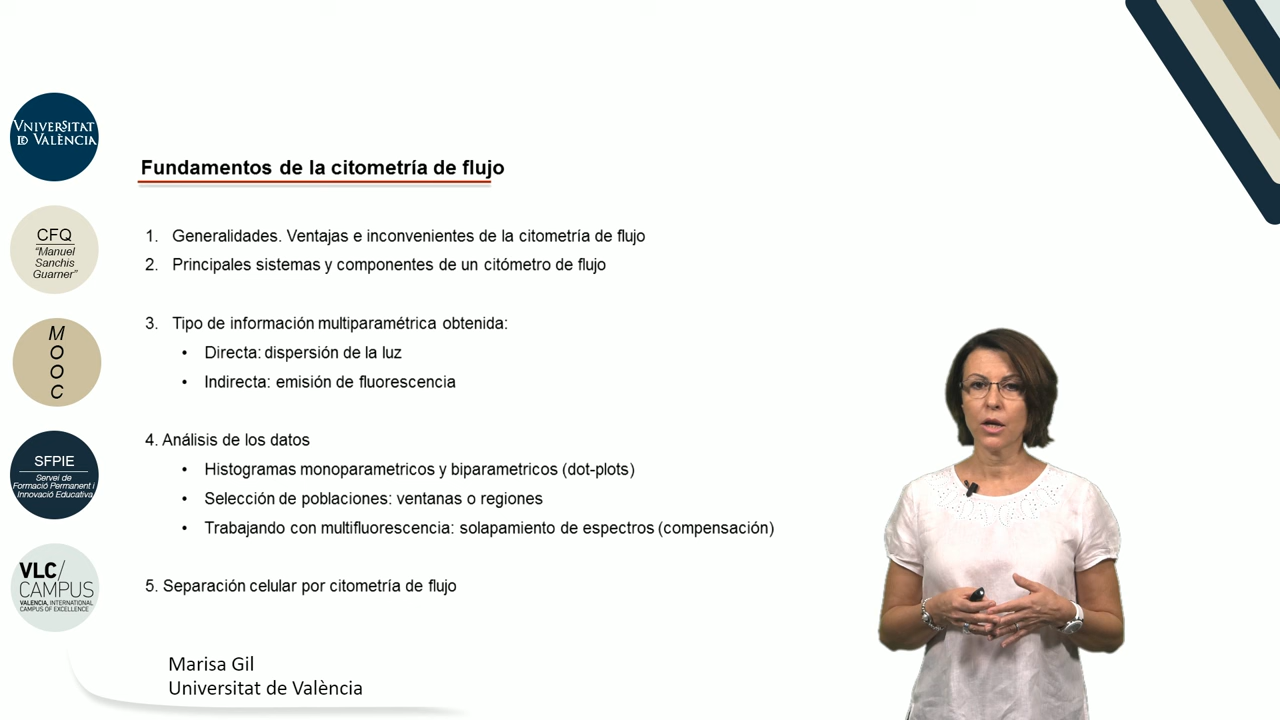 VNIVERSITAT
ID VALÈNCIA
CFQ
“Manuel
Sanchis
Guarner”
M
O
O
C
SFPIE
Servei de
Formació Permanent i
Innovació Educativa
VLC/
CAMPUS
VALENCIA, INTERNATIONAL
CAMPUS OF EXCELLENCE
Fundamentos de la citometría de flujo
1. Generalidades. Ventajas e inconvenientes de la citometría de flujo
2. Principales sistemas y componentes de un citómetro de flujo
3. Tipo de información multiparamétrica obtenida:
• Directa: dispersión de la luz
• Indirecta: emisión de fluorescencia
4. Análisis de los datos
• Histogramas monoparametricos y biparametricos (dot-plots)
• Selección de poblaciones: ventanas o regiones
• Trabajando con multifluorescencia: solapamiento de espectros (compensación)
5. Separación celular por citometría de flujo
Marisa Gil
Universitat de València